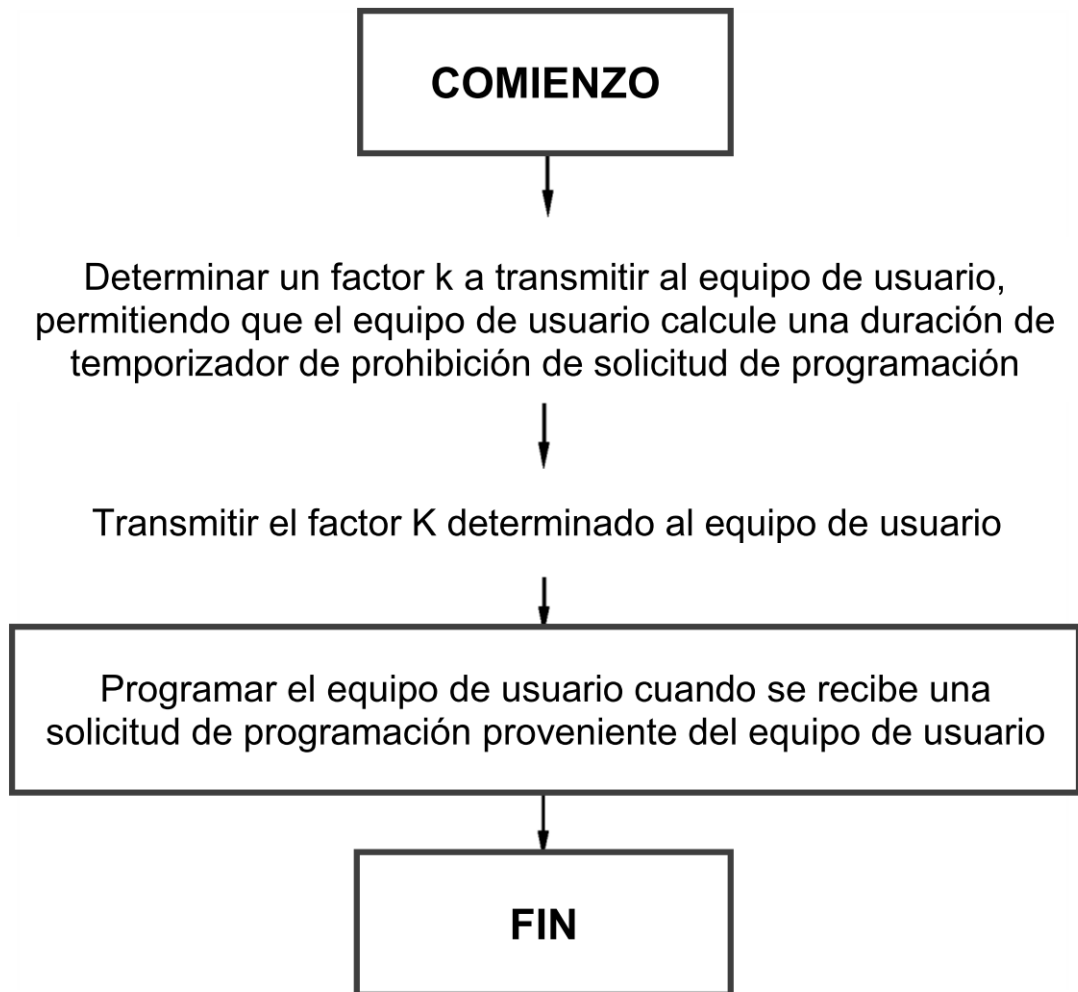 COMIENZO
Determinar un factor k a transmitir al equipo de usuario,
permitiendo que el equipo de usuario calcule una duración de
temporizador de prohibición de solicitud de programación
Transmitir el factor K determinado al equipo de usuario
Programar el equipo de usuario cuando se recibe una
solicitud de programación proveniente del equipo de usuario
FIN